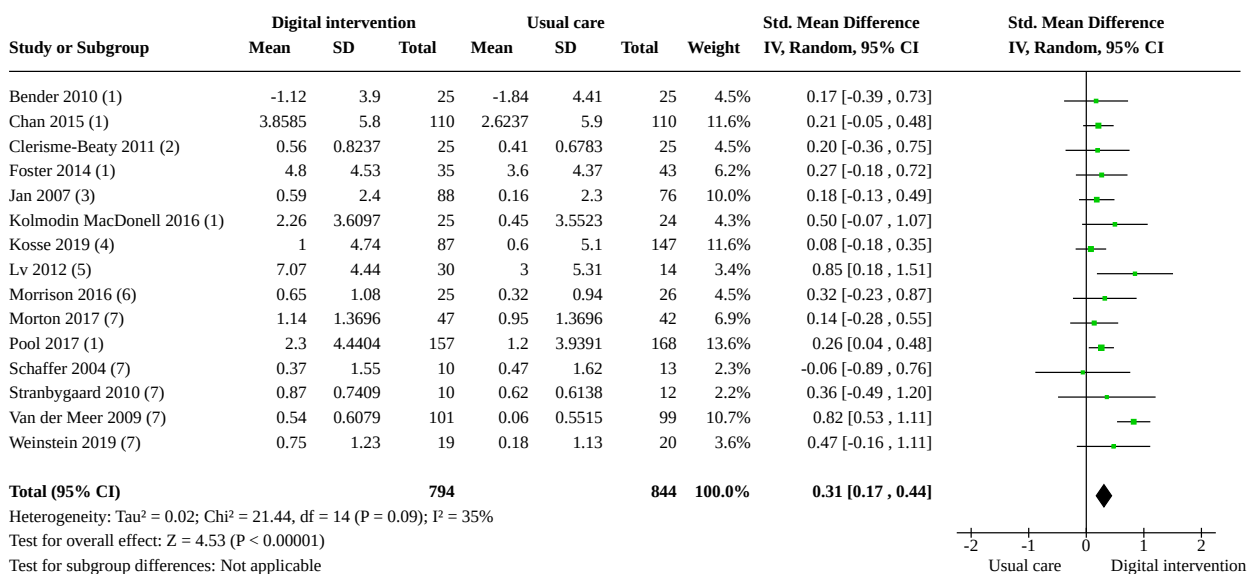 Digital intervention Usual care Std. Mean Difference Std. Mean Difference
Study or Subgroup Mean SD Total Mean SD Total Weight IV, Random, 95% CI IV, Random, 95% CI
Bender 2010 (1) -1.12 3.9 25 -1.84 4.41 25 4.5% 0.17 [-0.39 , 0.73]
Chan 2015 (1) 3.8585 5.8 110 2.6237 5.9 110 11.6% 0.21 [-0.05 , 0.48]
Clerisme-Beaty 2011 (2) 0.56 0.8237 25 0.41 0.6783 25 4.5% 0.20 [-0.36 , 0.75]
Foster 2014 (1) 4.8 4.53 35 3.6 4.37 43 6.2% 0.27 [-0.18 , 0.72]
Jan 2007 (3) 0.59 2.4 88 0.16 2.3 76 10.0% 0.18 [-0.13 , 0.49]
Kolmodin MacDonell 2016 (1) 2.26 3.6097 25 0.45 3.5523 24 4.3% 0.50 [-0.07 , 1.07]
Kosse 2019 (4) 1 4.74 87 0.6 5.1 147 11.6% 0.08 [-0.18 , 0.35]
Lv 2012 (5) 7.07 4.44 30 3 5.31 14 3.4% 0.85 [0.18 , 1.51]
Morrison 2016 (6) 0.65 1.08 25 0.32 0.94 26 4.5% 0.32 [-0.23 , 0.87]
Morton 2017 (7) 1.14 1.3696 47 0.95 1.3696 42 6.9% 0.14 [-0.28 , 0.55]
Pool 2017 (1) 2.3 4.4404 157 1.2 3.9391 168 13.6% 0.26 [0.04 , 0.48]
Schaffer 2004 (7) 0.37 1.55 10 0.47 1.62 13 2.3% -0.06 [-0.89 , 0.76]
Stranbygaard 2010 (7) 0.87 0.7409 10 0.62 0.6138 12 2.2% 0.36 [-0.49 , 1.20]
Van der Meer 2009 (7) 0.54 0.6079 101 0.06 0.5515 99 10.7% 0.82 [0.53 , 1.11]
Weinstein 2019 (7) 0.75 1.23 19 0.18 1.13 20 3.6% 0.47 [-0.16 , 1.11]
Total (95% CI) 794 844 100.0% 0.31 [0.17 , 0.44]
Heterogeneity: Tau² = 0.02; Chi² = 21.44, df = 14 (P = 0.09); I² = 35%
Test for overall effect: Z = 4.53 (P < 0.00001)
-2 -1 0 1 2
Test for subgroup differences: Not applicable Usual care Digital intervention